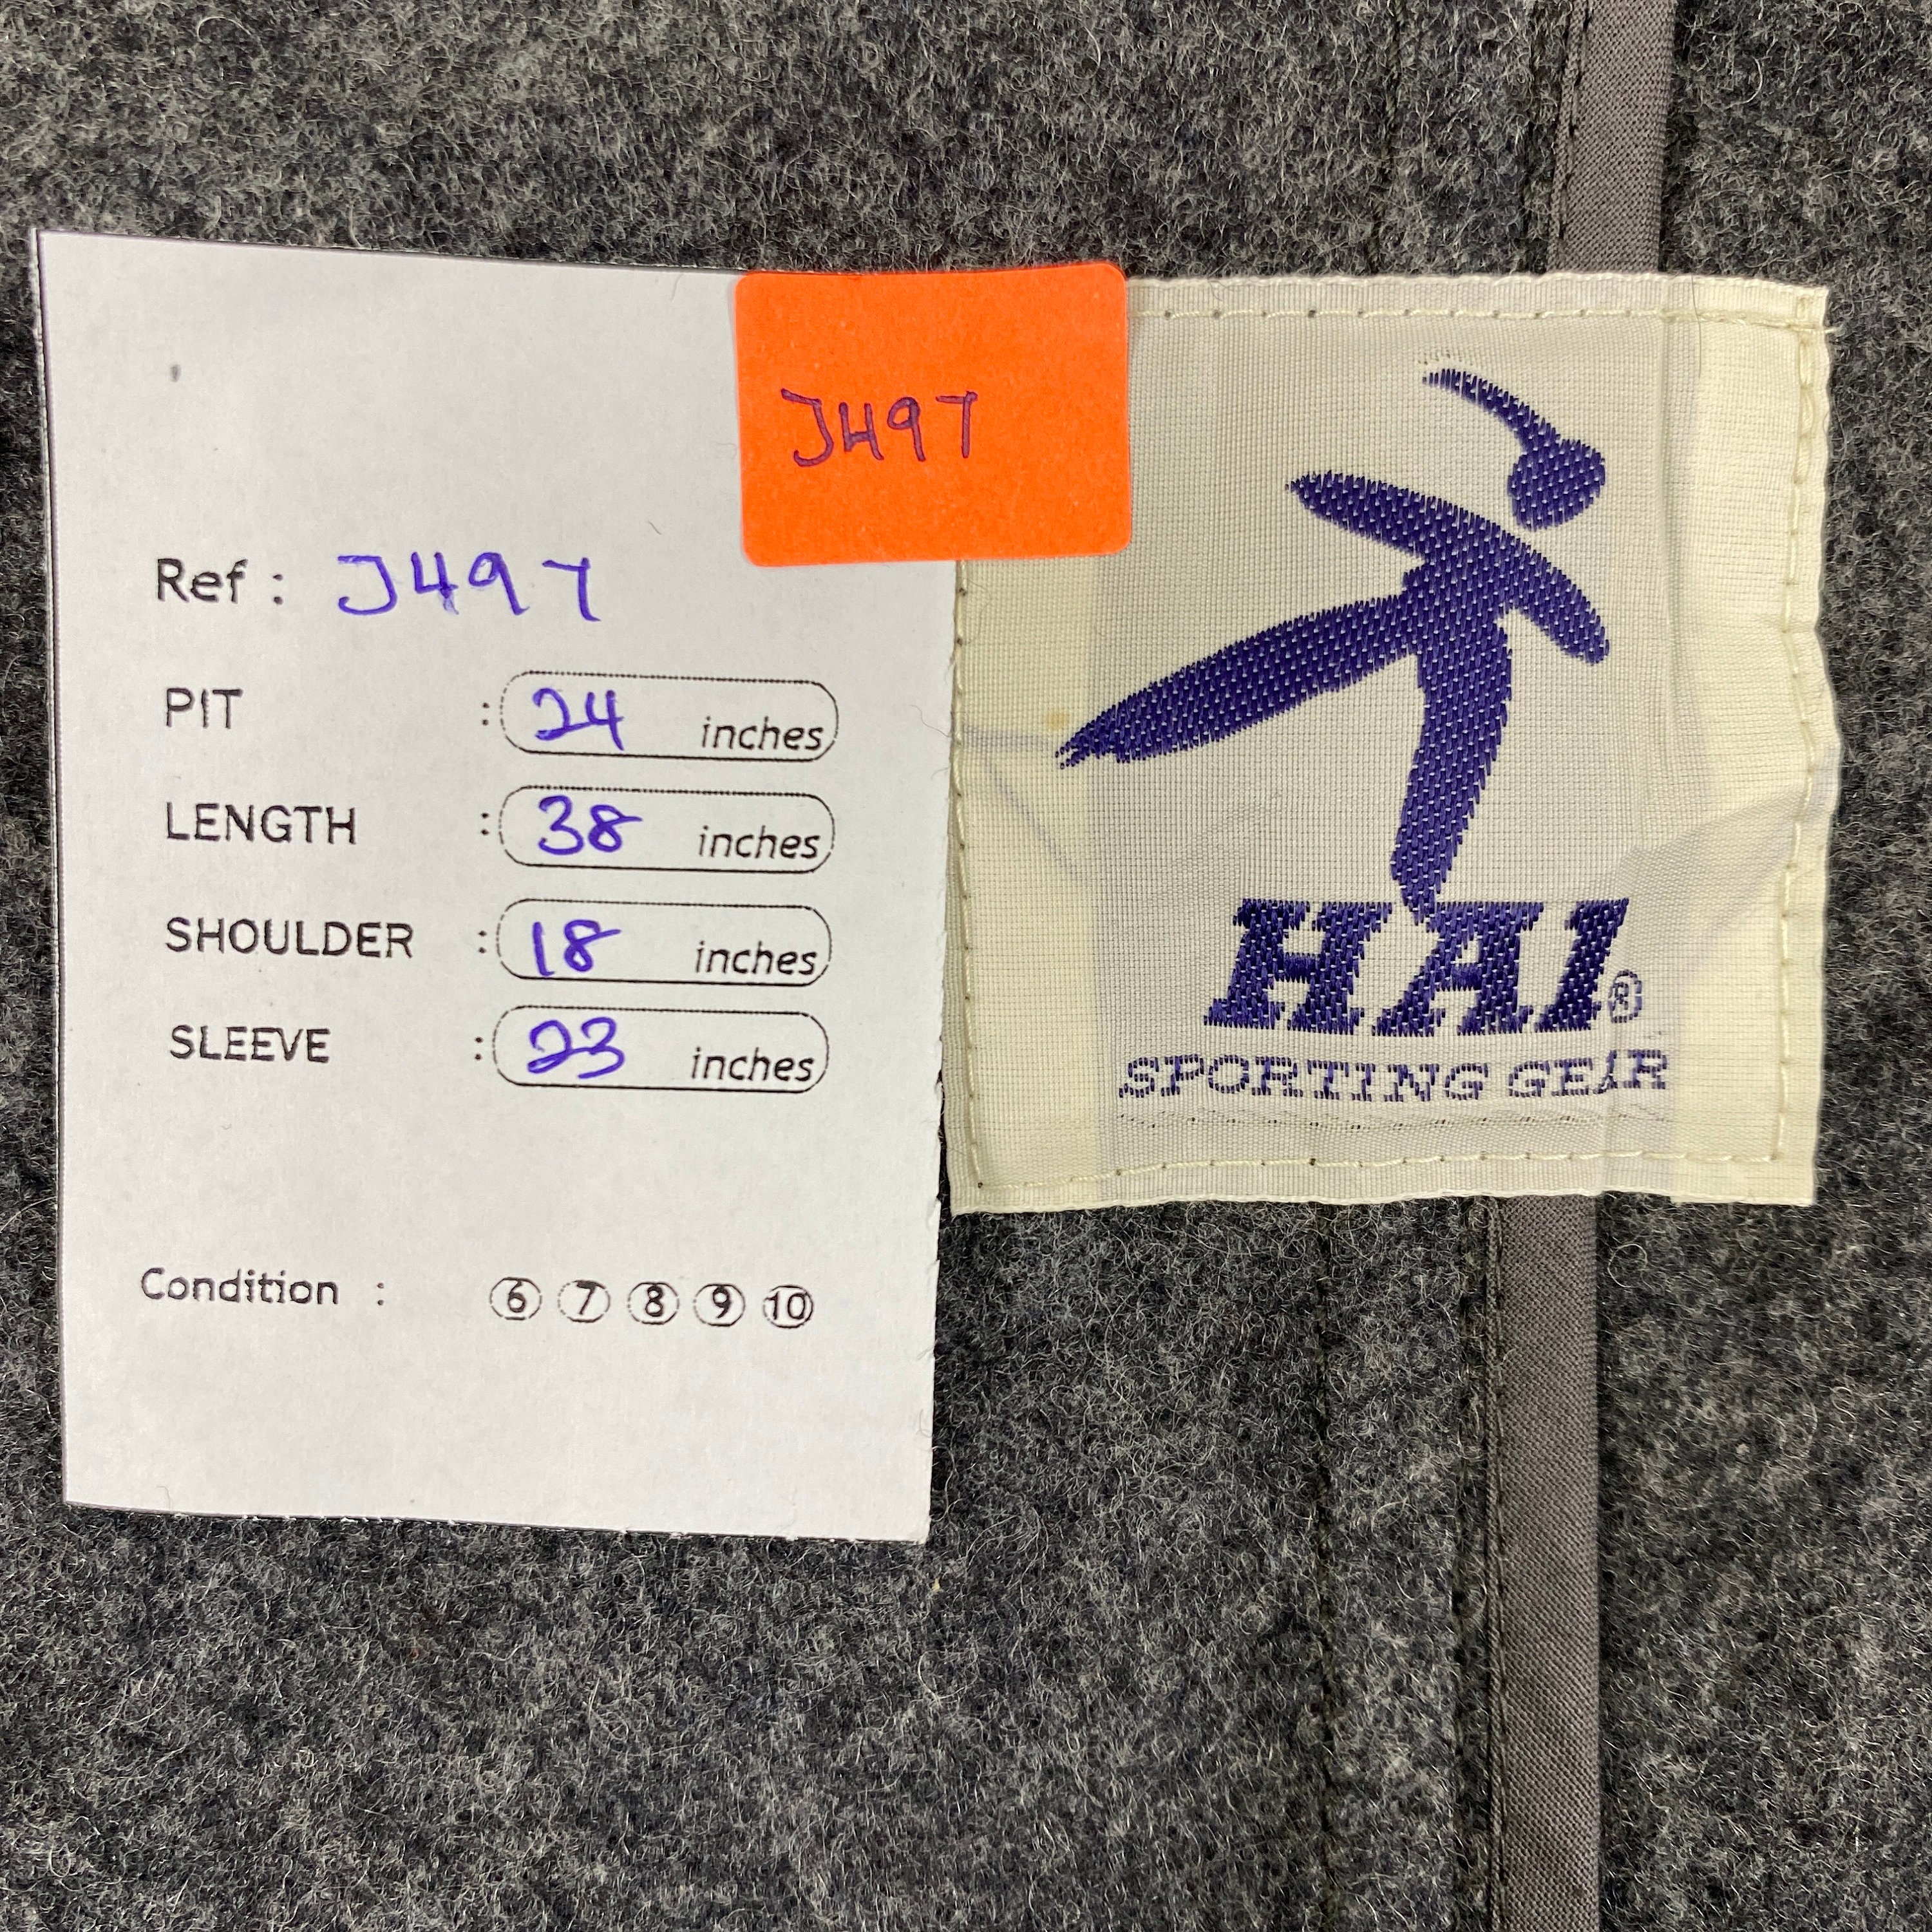 J497
Ref : J497
PIT : 24 inches
LENGTH : 38 inches
SHOULDER : 18 inches
SLEEVE : 23 inches
Condition : 6 7 8 9 10
HAI®
SPORTING GEAR